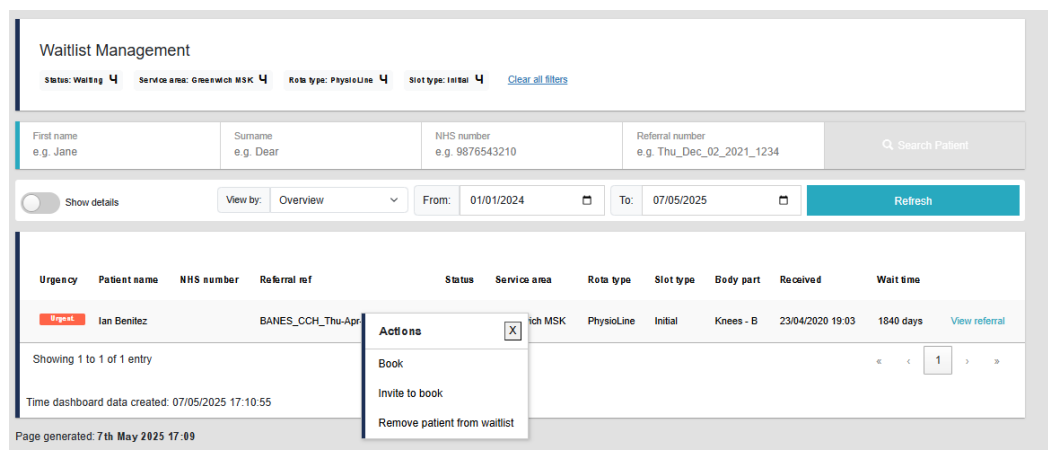 Waitlist Management
Status: Waiting Ч Service area: Greenwich MSK Ч Rota type: PhysioLine Ч Slot type: Initial Ч Clear all filters
First name Surname NHS number Referral number
e.g. Jane e.g. Dear e.g. 9876543210 e.g. Thu_Dec_02_2021_1234 Search Patient
Show details View by: Overview From: 01/01/2024 To: 07/05/2025 Refresh
Urgency Patient name NHS number Referral ref Status Service area Rota type Slot type Body part Received Wait time
Urgent Ian Benitez BANES_CCH_Thu-Apr- ich MSK PhysioLine Initial Knees - B 23/04/2020 19:03 1840 days View referral
Actions X
Book
Invite to book
Remove patient from waitlist
Showing 1 to 1 of 1 entry « ‹ 1 › »
Time dashboard data created: 07/05/2025 17:10:55
Page generated: 7th May 2025 17:09